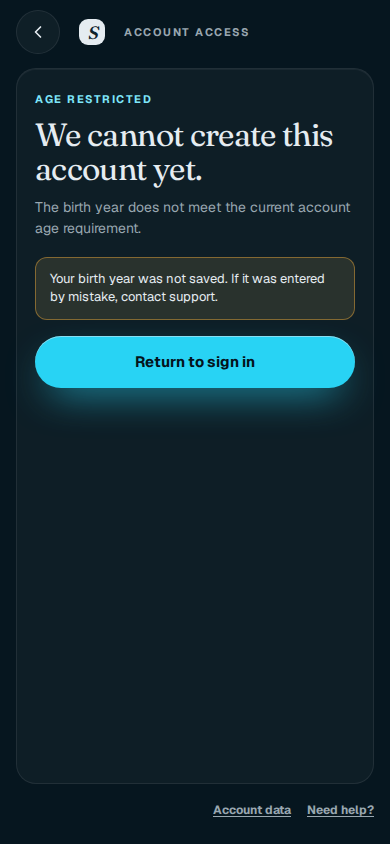 S ACCOUNT ACCESS
AGE RESTRICTED
We cannot create this
account yet.
The birth year does not meet the current account
age requirement.
Your birth year was not saved. If it was entered
by mistake, contact support.
Return to sign in
Account data Need help?